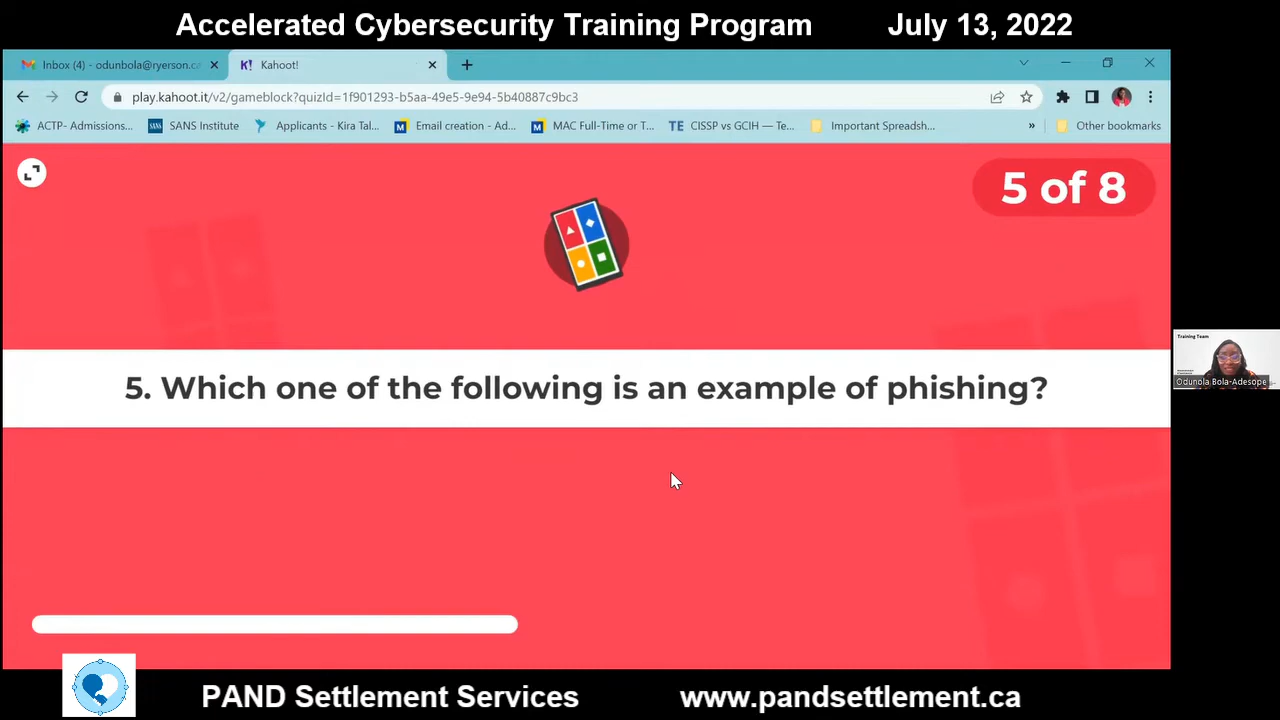 Accelerated Cybersecurity Training Program July 13, 2022
Inbox (4) - odunbola@ryerson.ca
K! Kahoot!
play.kahoot.it/v2/gameblock?quizId=1f901293-b5aa-49e5-9e94-5b40887c9bc3
ACTP- Admissions... SANS Institute Applicants - Kira Tal... Email creation - Ad... MAC Full-Time or T... TE CISSP vs GCIH — Te... Important Spreadsh... » Other bookmarks
5 of 8
5. Which one of the following is an example of phishing?
Training Team
Odunola Bola-Adesope
PAND Settlement Services www.pandsettlement.ca